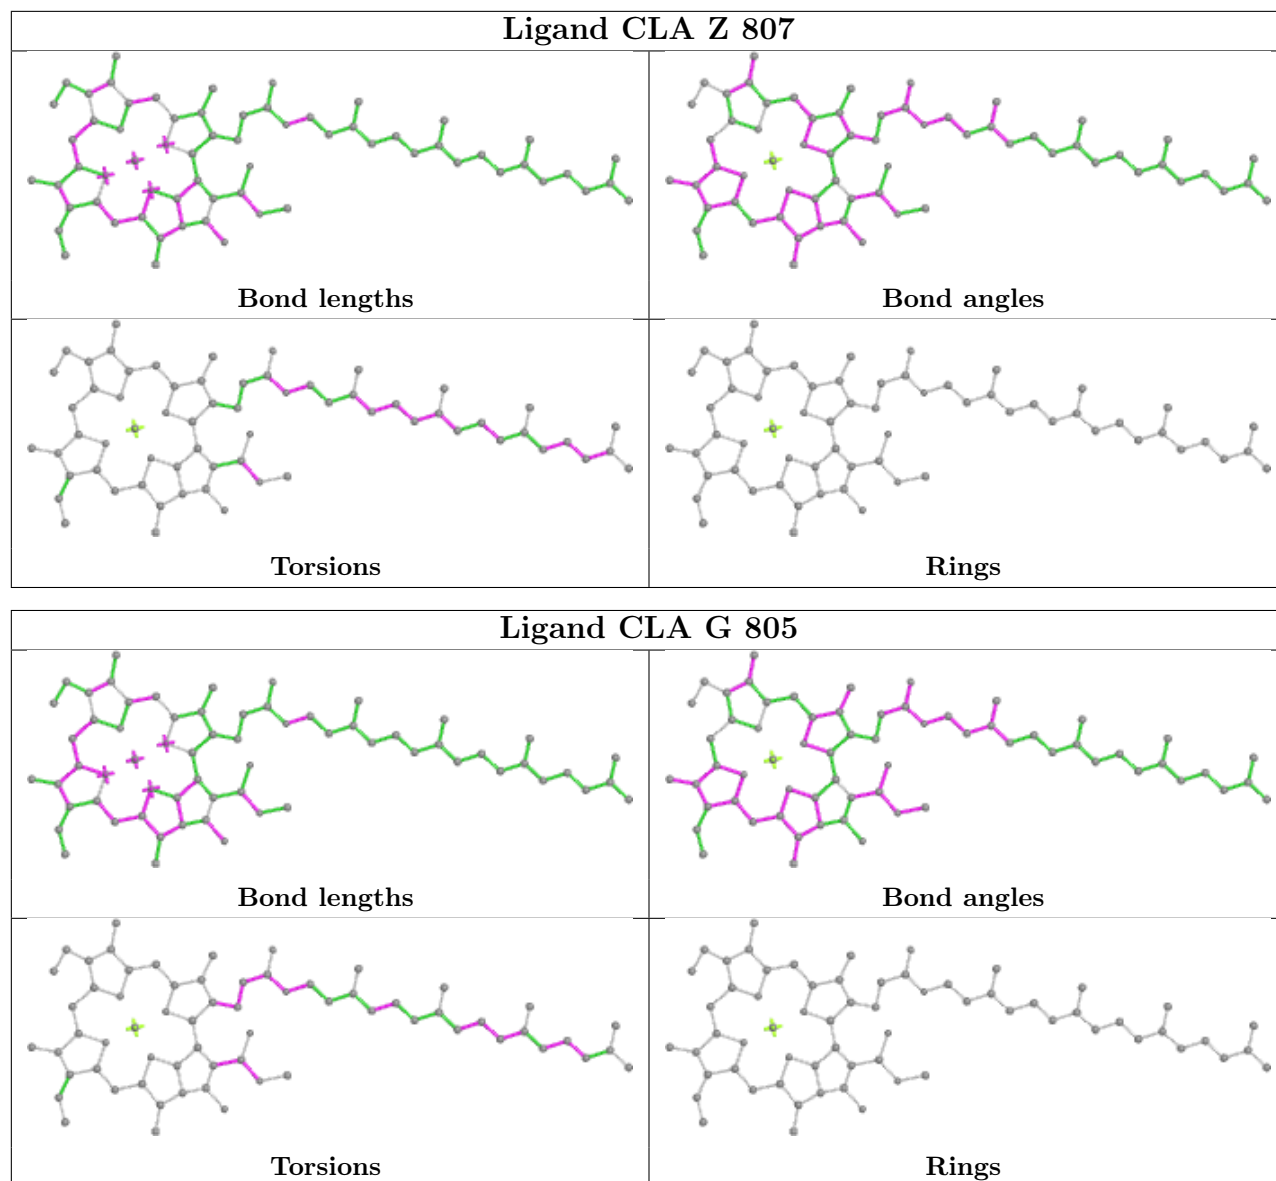 Ligand CLA Z 807
Bond lengths
Bond angles
Torsions
Rings
Ligand CLA G 805
Bond lengths
Bond angles
Torsions
Rings